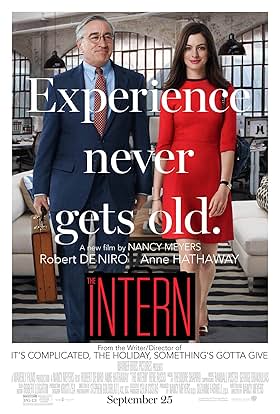 Experience
never
gets old.
A new film by NANCY MEYERS
Robert DE NIRO Anne HATHAWAY
THE
INTERN
From the Writer/Director of
IT'S COMPLICATED, THE HOLIDAY, SOMETHING'S GOTTA GIVE
September 25